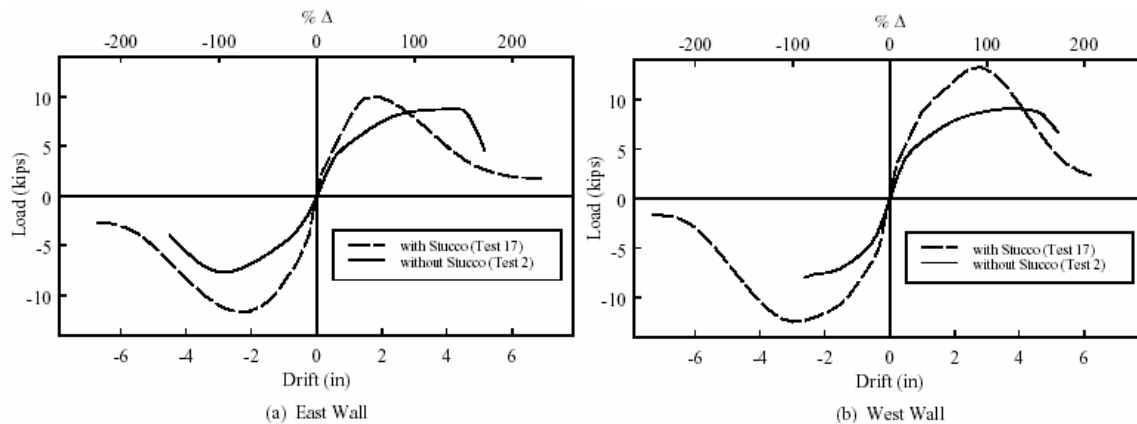 % Δ
-200 -100 0 100 200
Load (kips)
10
5
0
-5
-10
with Stucco (Test 17)
without Stucco (Test 2)
-6 -4 -2 0 2 4 6
Drift (in)
(a) East Wall
% Δ
-200 -100 0 100 200
Load (kips)
10
5
0
-5
-10
with Stucco (Test 17)
without Stucco (Test 2)
-6 -4 -2 0 2 4 6
Drift (in)
(b) West Wall